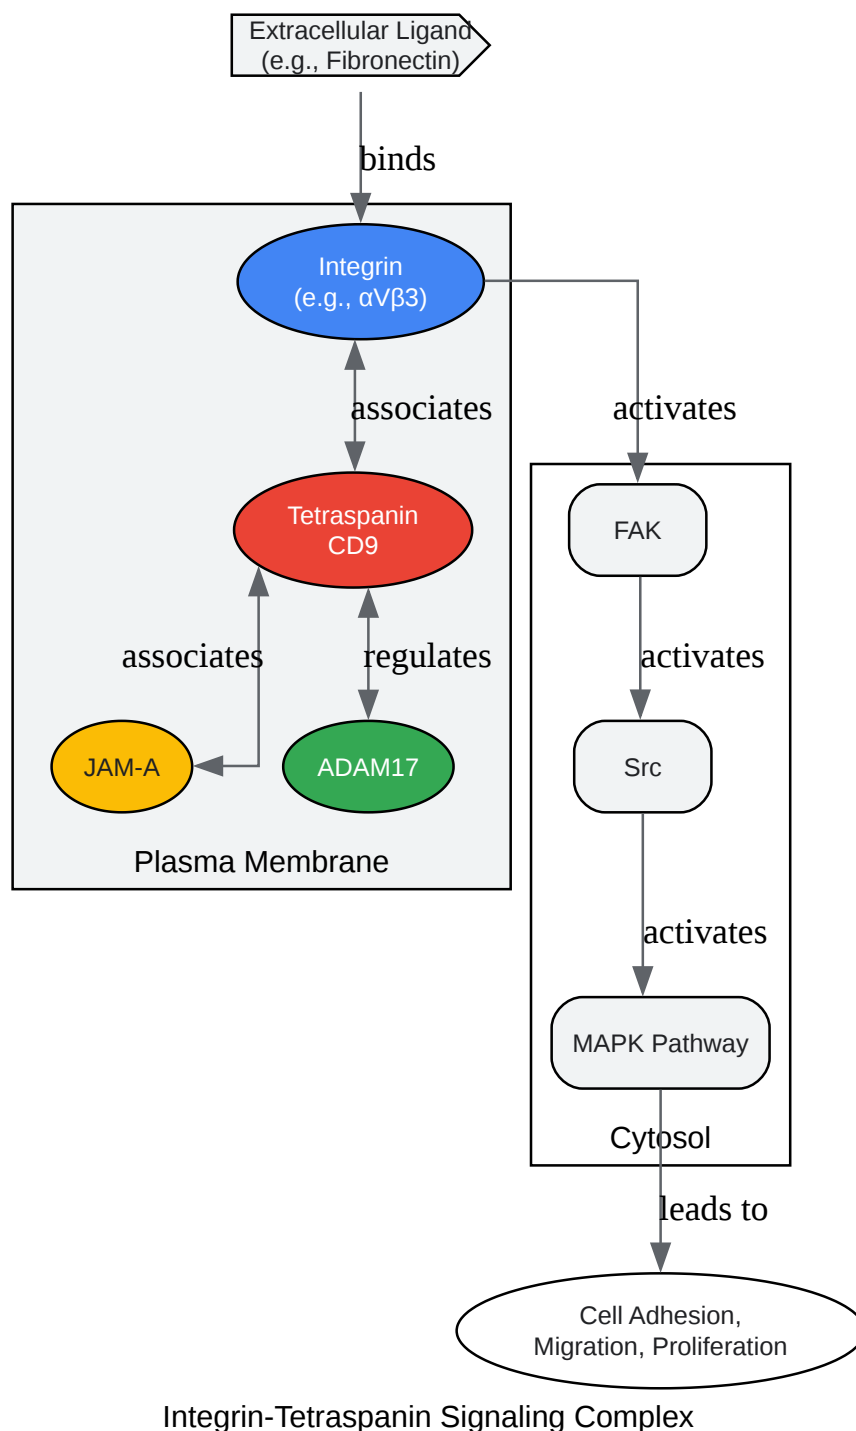 Extracellular Ligand
(e.g., Fibronectin)
binds
Integrin
(e.g., αVβ3)
associates
activates
Tetraspanin
CD9
FAK
associates
regulates
activates
JAM-A
ADAM17
Src
Plasma Membrane
activates
MAPK Pathway
Cytosol
leads to
Cell Adhesion,
Migration, Proliferation
Integrin-Tetraspanin Signaling Complex